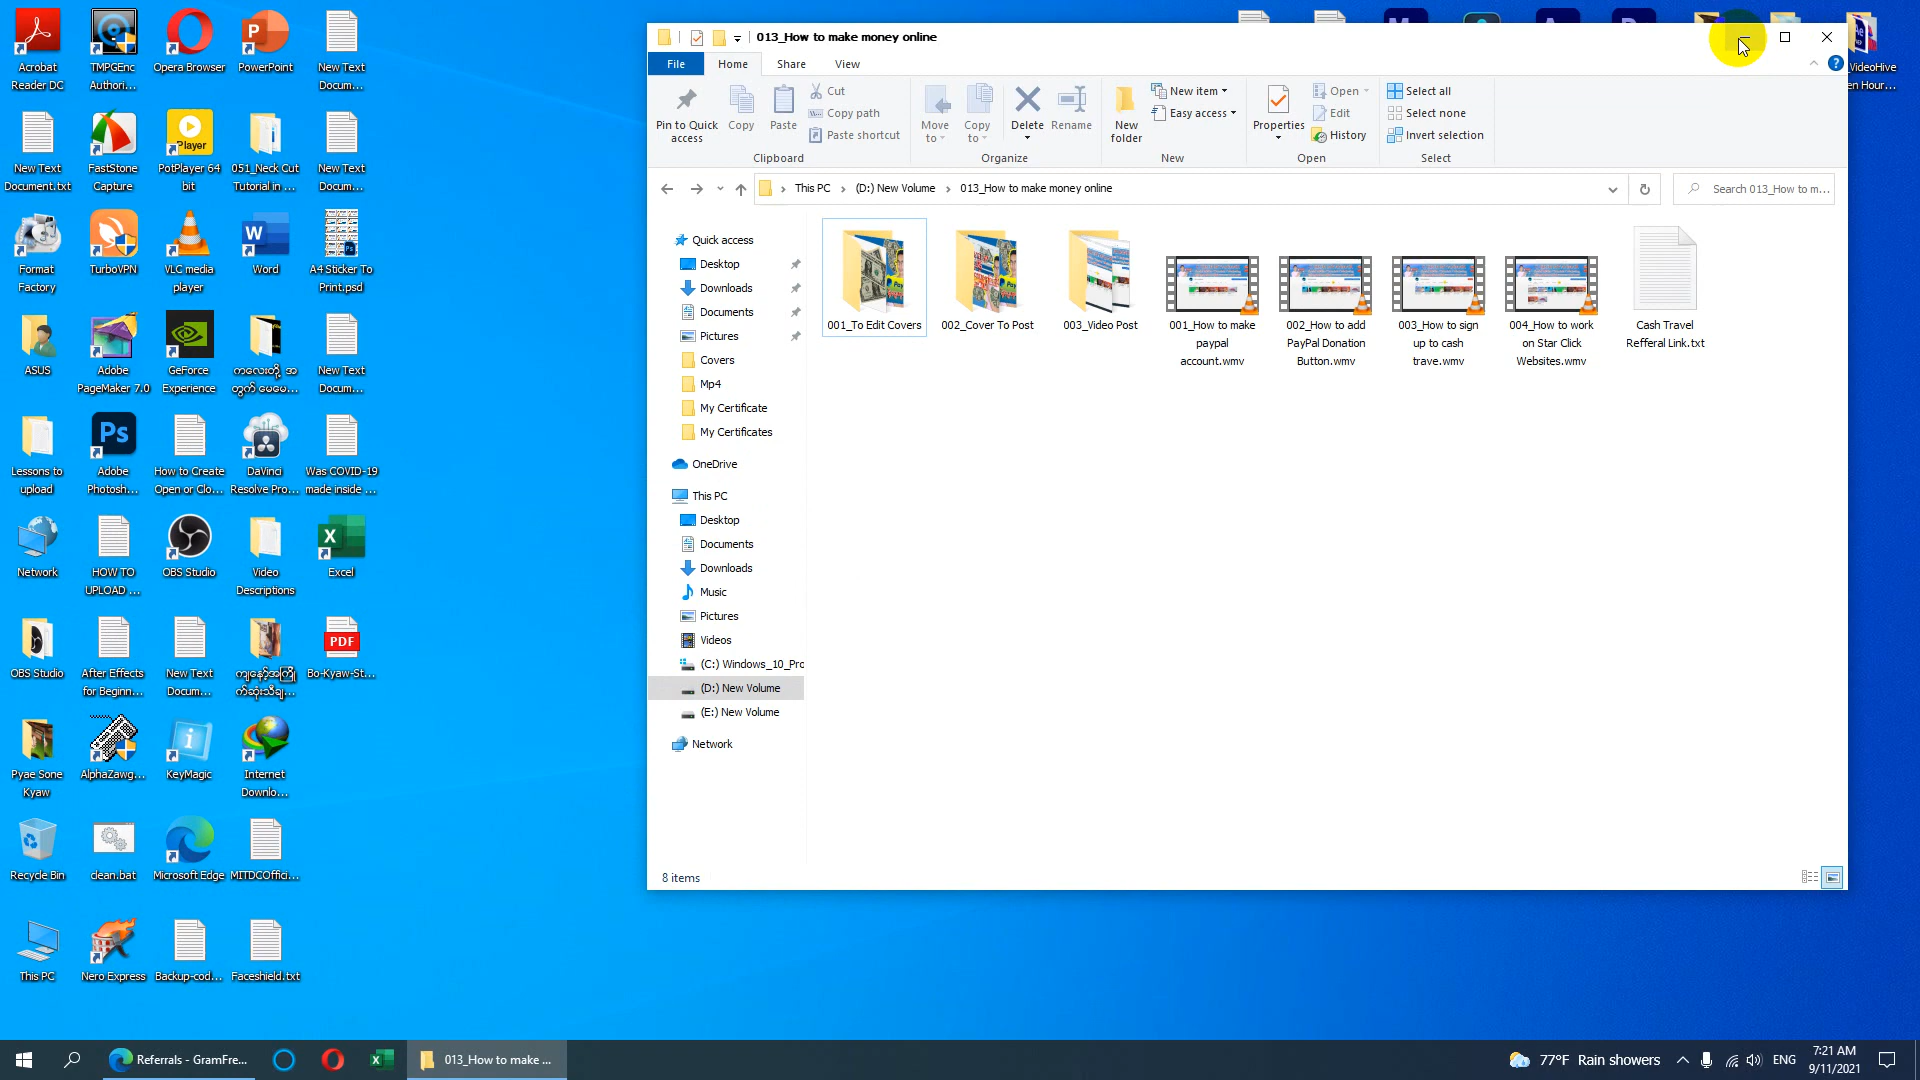 Acrobat
Reader DC
TMPGEnc
Authori...
Opera Browser
PowerPoint
New Text
Docum...
New Text
Document.txt
FastStone
Capture
PotPlayer 64
bit
051_Neck Cut
Tutorial in ...
New Text
Docum...
Format
Factory
TurboVPN
VLC media
player
Word
A4 Sticker To
Print.psd
ASUS
Adobe
PageMaker 7.0
GeForce
Experience
New Text
Docum...
Lessons to
upload
Adobe
Photosh...
How to Create
Open or Clo...
DaVinci
Resolve Pro...
Was COVID-19
made inside ...
Network
HOW TO
UPLOAD ...
OBS Studio
Video
Descriptions
Excel
OBS Studio
After Effects
for Beginn...
New Text
Docum...
PDF
Bo-Kyaw-St...
Pyae Sone
Kyaw
AlphaZawg...
KeyMagic
Internet
Downlo...
Recycle Bin
clean.bat
Microsoft Edge
MITDCOffici...
This PC
Nero Express
Backup-cod...
Faceshield.txt
VideoHive
en Hour...
013_How to make money online
File
Home
Share
View
Pin to Quick
access
Copy
Paste
Cut
Copy path
Paste shortcut
Clipboard
Move
to
Copy
to
Delete
Rename
Organize
New
folder
New item
Easy access
New
Properties
Open
Edit
History
Open
Select all
Select none
Invert selection
Select
This PC > (D:) New Volume > 013_How to make money online
Search 013_How to m...
Quick access
Desktop
Downloads
Documents
Pictures
Covers
Mp4
My Certificate
My Certificates
OneDrive
This PC
Desktop
Documents
Downloads
Music
Pictures
Videos
(C:) Windows_10_Pro
(D:) New Volume
(E:) New Volume
Network
001_To Edit Covers
002_Cover To Post
003_Video Post
001_How to make
paypal
account.wmv
002_How to add
PayPal Donation
Button.wmv
003_How to sign
up to cash
trave.wmv
004_How to work
on Star Click
Websites.wmv
Cash Travel
Refferal Link.txt
8 items
Referrals - GramFre...
013_How to make ...
77°F Rain showers
ENG
7:21 AM
9/11/2021